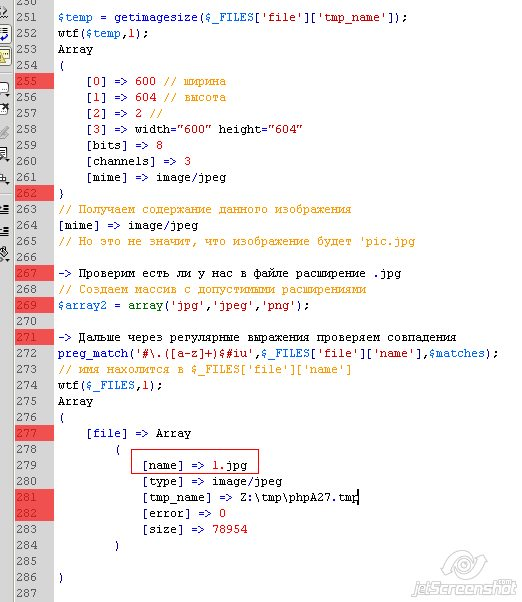 250
251 $temp = getimagesize($_FILES['file']['tmp_name']);
252 wtf($temp,1);
253 Array
254 (
255 [0] => 600 // ширина
256 [1] => 604 // высота
257 [2] => 2 //
258 [3] => width="600" height="604"
259 [bits] => 8
260 [channels] => 3
261 [mime] => image/jpeg
262 }
263 // Получаем содержание данного изображения
264 [mime] => image/jpeg
265 // Но это не значит, что изображение будет 'pic.jpg
266
267 -> Проверим есть ли у нас в файле расширение .jpg
268 // Создаем массив с допустимыми расширениями
269 $array2 = array('jpg','jpeg','png');
270
271 -> Дальше через регулярные выражения проверяем совпадения
272 preg_match('#\.([a-z]+)$#iu',$_FILES['file']['name'],$matches);
273 // имя нахолится в $_FILES['file']['name']
274 wtf($_FILES,1);
275 Array
276 (
277 [file] => Array
278 (
279 [name] => 1.jpg
280 [type] => image/jpeg
281 [tmp_name] => Z:\tmp\phpA27.tmp
282 [error] => 0
283 [size] => 78954
284 )
285
286 )
287
jetScreenshot.com